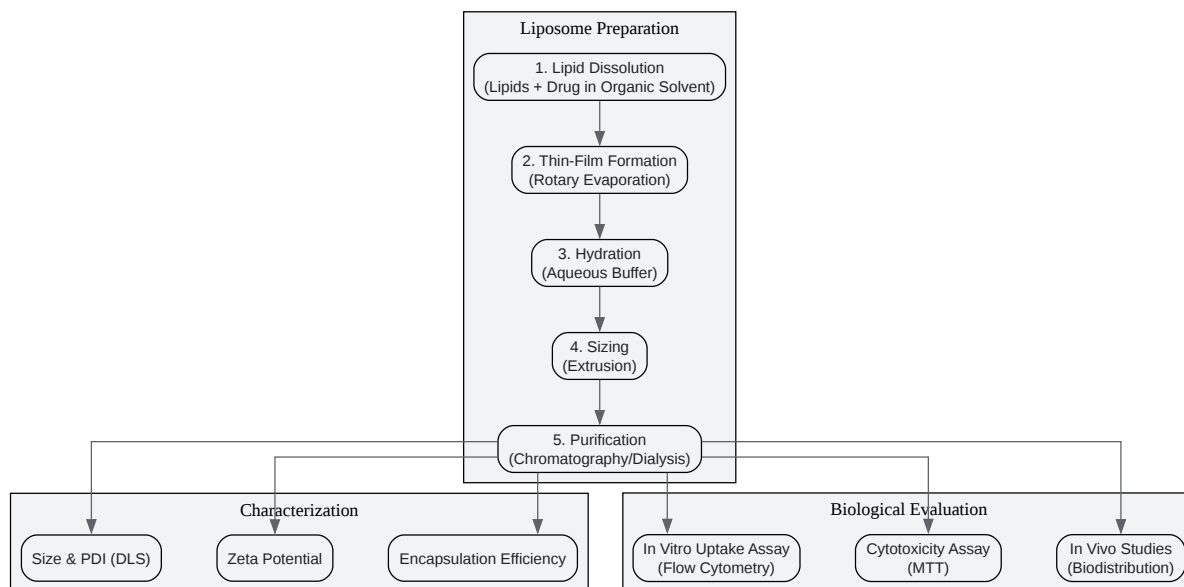 Liposome Preparation
1. Lipid Dissolution
(Lipids + Drug in Organic Solvent)
2. Thin-Film Formation
(Rotary Evaporation)
3. Hydration
(Aqueous Buffer)
4. Sizing
(Extrusion)
5. Purification
(Chromatography/Dialysis)
Characterization
Size & PDI (DLS)
Zeta Potential
Encapsulation Efficiency
Biological Evaluation
In Vitro Uptake Assay
(Flow Cytometry)
Cytotoxicity Assay
(MTT)
In Vivo Studies
(Biodistribution)